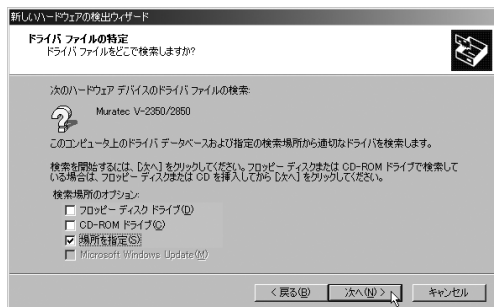 新しいハードウェアの検出ウィザード
ドライバ ファイルの特定
ドライバ ファイルをどこで検索しますか?
次のハードウェア デバイスのドライバ ファイルの検索:
Muratec V-2350/2850
このコンピュータ上のドライバ データベースおよび指定の検索場所から適切なドライバを検索します。
検索を開始するには、[次へ] をクリックしてください。フロッピー ディスクまたは CD-ROM ドライブで検索して
いる場合は、フロッピー ディスクまたは CD を挿入してから [次へ] をクリックしてください。
検索場所のオプション:
フロッピー ディスク ドライブ(D)
CD-ROM ドライブ(C)
場所を指定(S)
Microsoft Windows Update(M)
< 戻る(B)
次へ(N) >
キャンセル